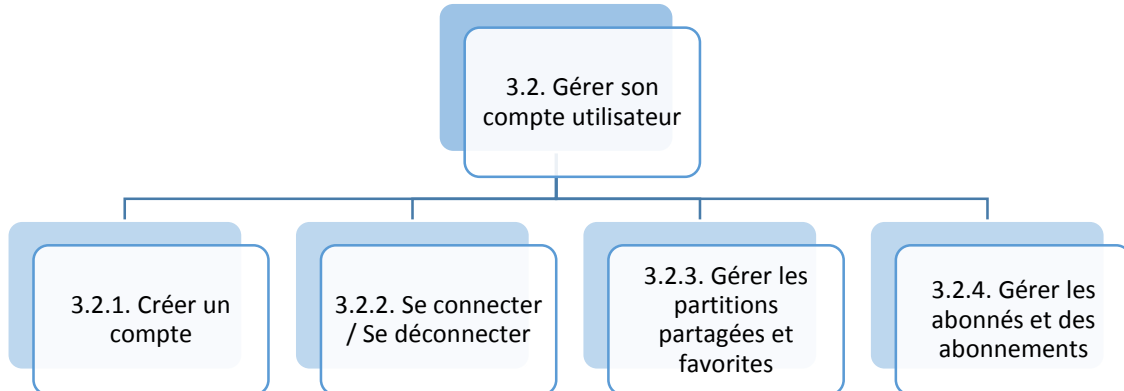 3.2. Gérer son
compte utilisateur
3.2.1. Créer un
compte
3.2.2. Se connecter
/ Se déconnecter
3.2.3. Gérer les
partitions
partagées et
favorites
3.2.4. Gérer les
abonnés et des
abonnements